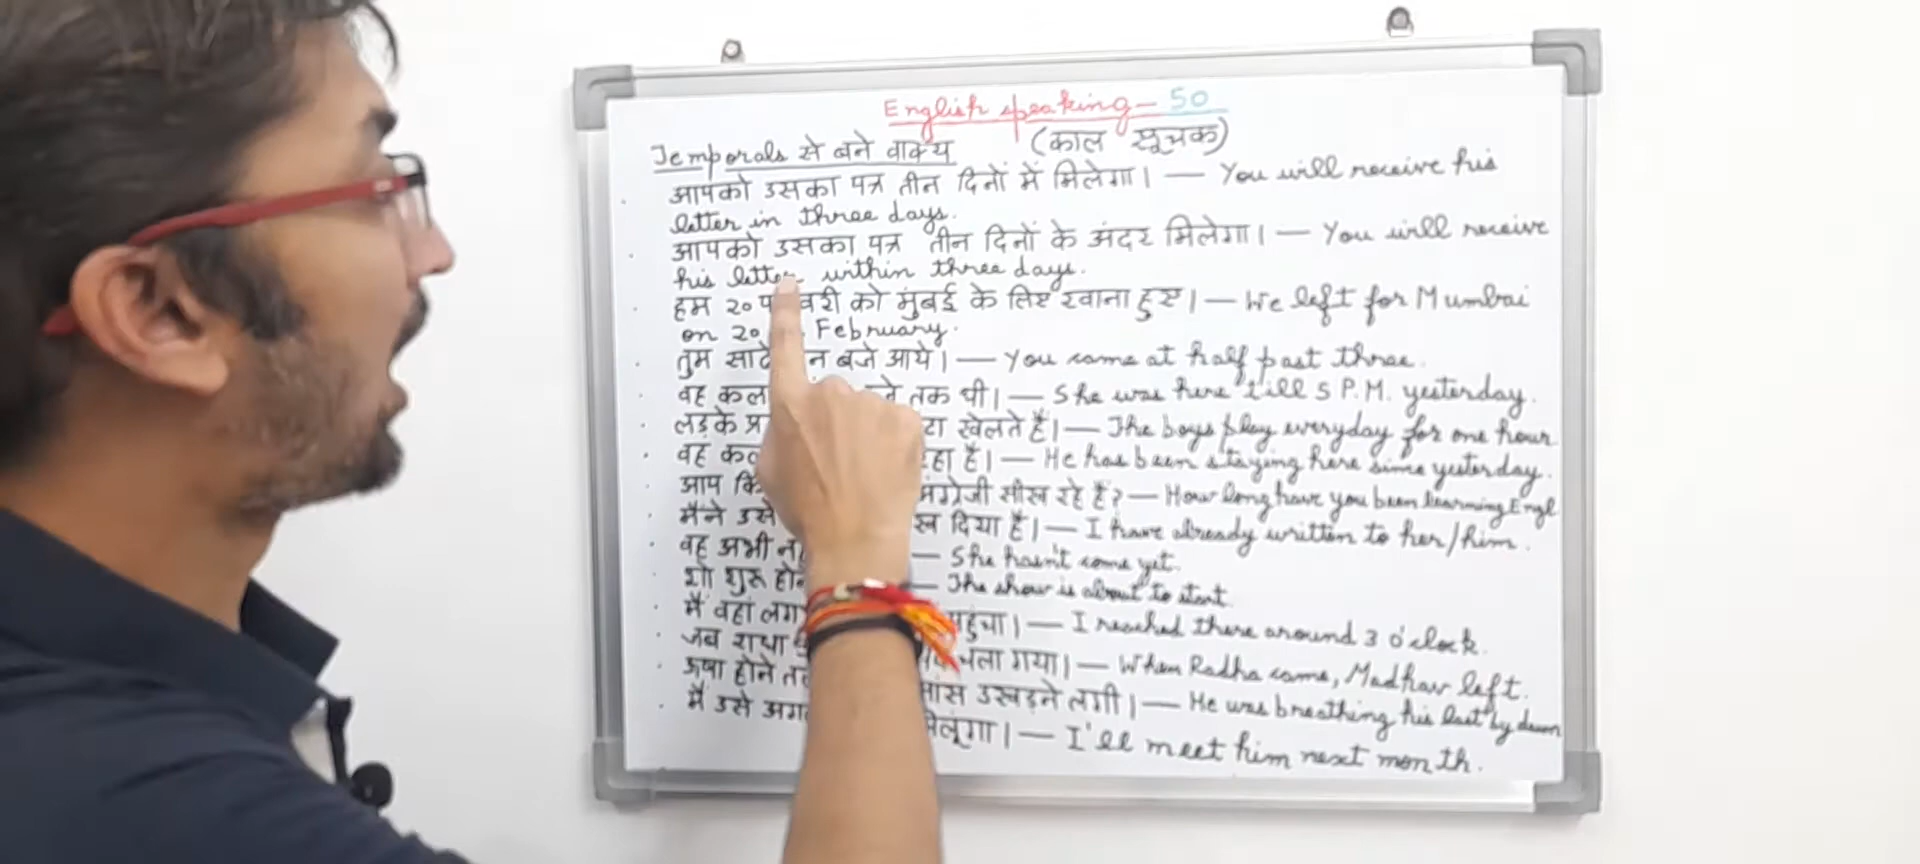 English speaking - 50
Temporals से बने वाक्य (काल सूचक)
आपको उसका पत्र तीन दिनों में मिलेगा। — You will receive his
letter in three days.
आपको उसका पत्र तीन दिनों के अंदर मिलेगा। — You will receive
his letter within three days.
हम २० वरी को मुंबई के लिए रवाना हुए। — We left for Mumbai
on 20 February.
तुम साढे न बजे आये। — You came at half past three.
वह कल तक थी। — She was here till 5 P.M. yesterday.
लड़के प्र टा खेलते हैं। — The boys play everyday for one hour
वह कल रहा है। — He has been staying here since yesterday.
आप कि अंग्रेजी सीख रहे हैं? — How long have you been learning Engl
मैंने उसे ख दिया है। — I have already written to her/him.
वह अभी न — She hasn't come yet.
शो शुरू होन — The show is about to start.
मैं वहां लग पहुंचा। — I reached there around 3 o'clock.
जब राधा चला गया। — When Radha came, Madhav left.
ऊषा होने त सांस उखड़ने लगी। — He was breathing his last by dawn
मैं उसे अग मिलूंगा। — I'll meet him next month.